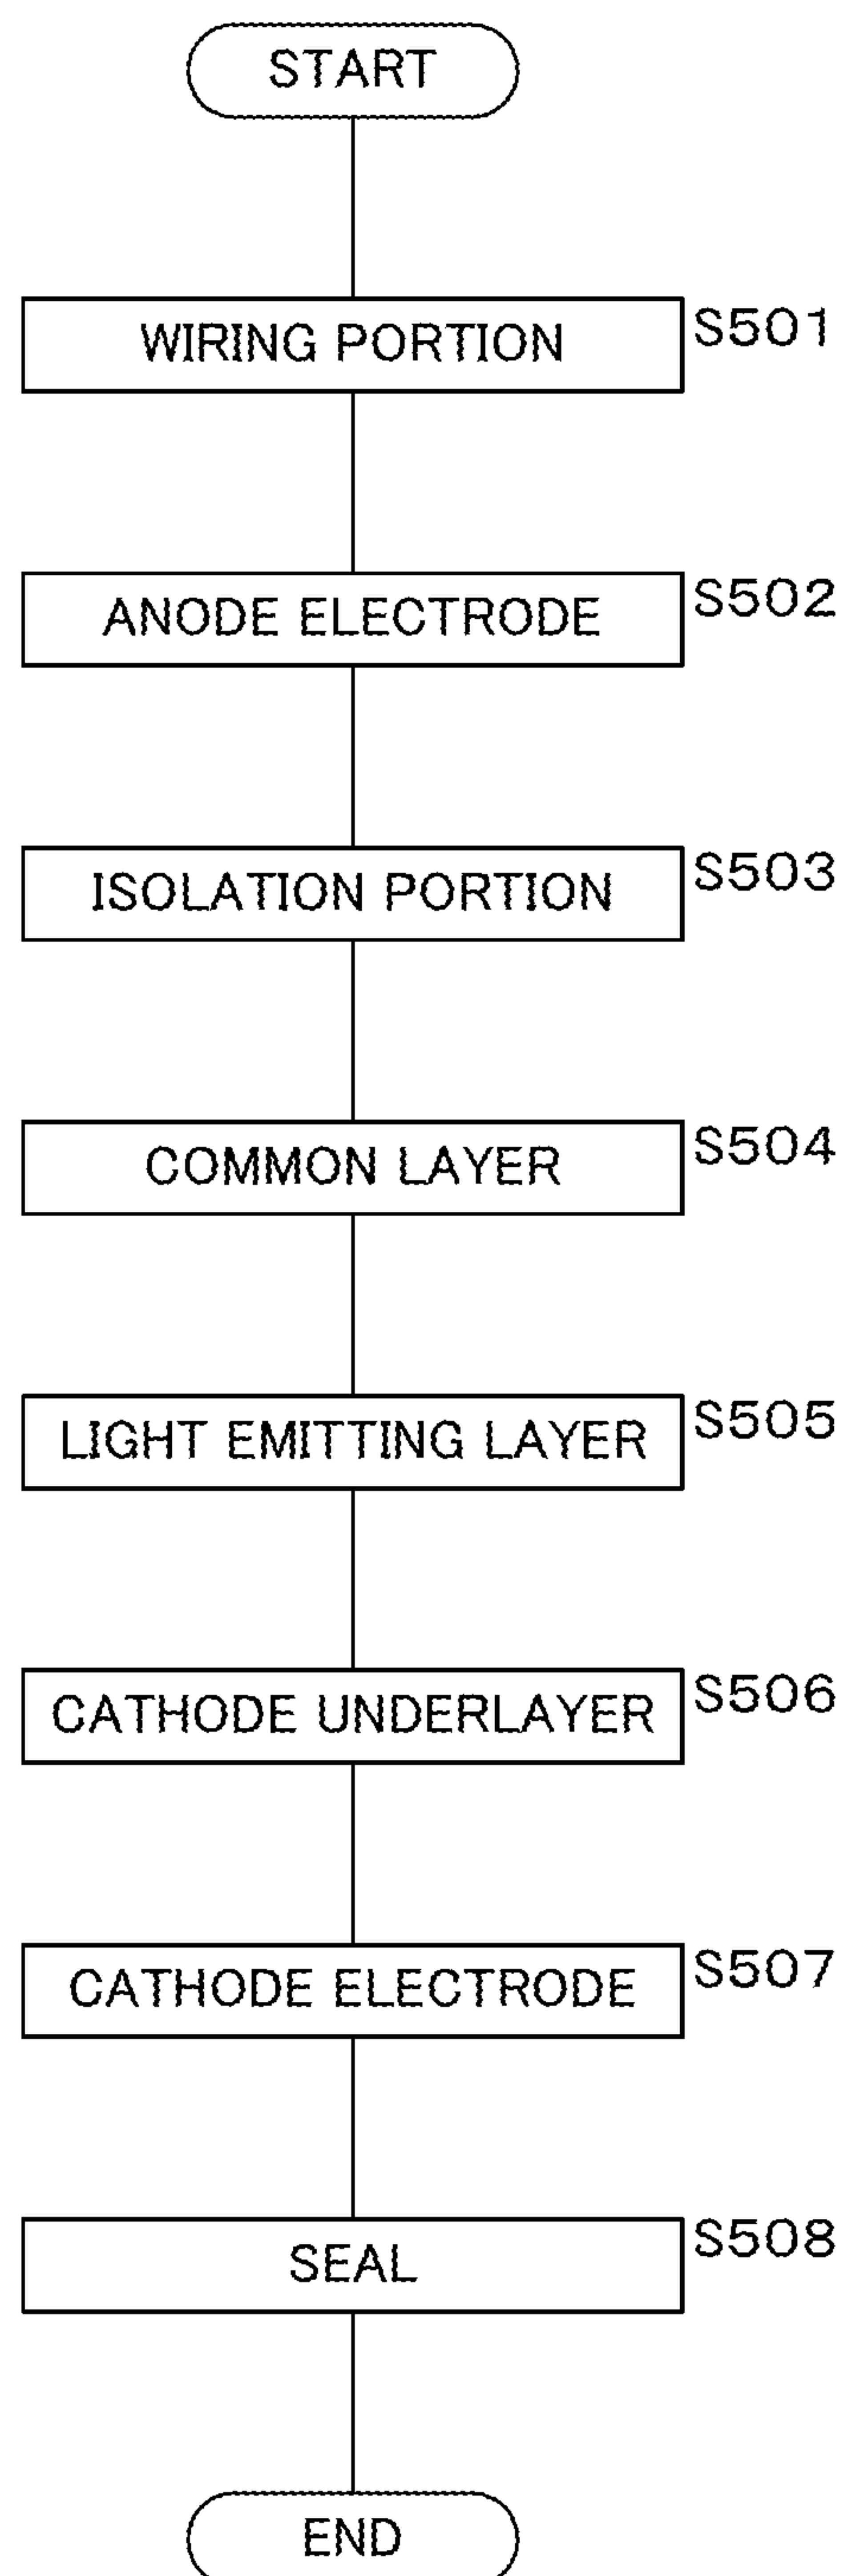 START
WIRING PORTION S501
ANODE ELECTRODE S502
ISOLATION PORTION S503
COMMON LAYER S504
LIGHT EMITTING LAYER S505
CATHODE UNDERLAYER S506
CATHODE ELECTRODE S507
SEAL S508
END